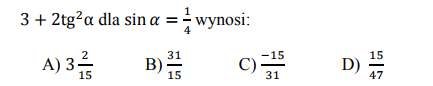 3 + 2tg²α dla sin α = 1/4 wynosi:
A) 3 2/15 B) 31/15 C) −15/31 D) 15/47